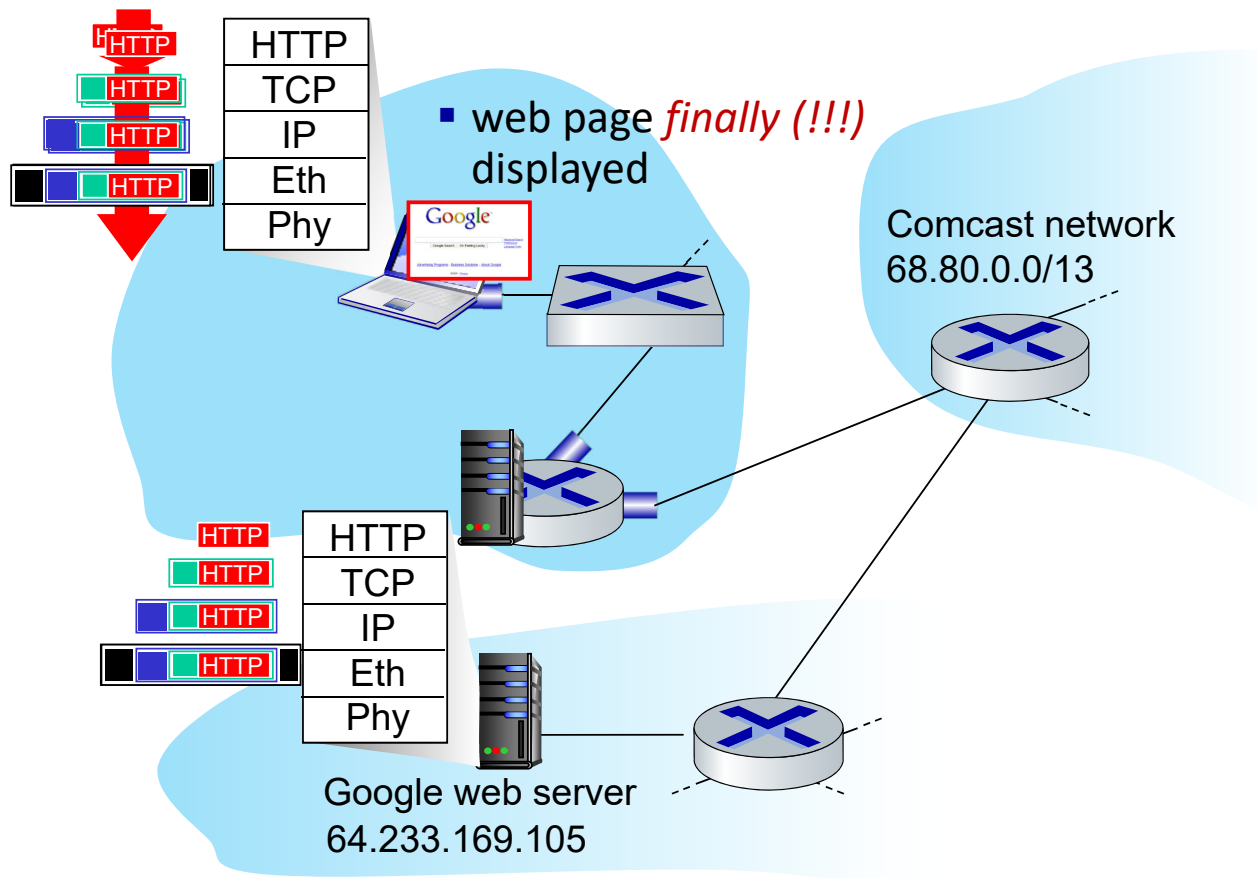 HTTP
HTTP
HTTP
HTTP
HTTP
TCP
IP
Eth
Phy
▪ web page finally (!!!)
displayed
Google
Comcast network
68.80.0.0/13
HTTP
HTTP
HTTP
HTTP
HTTP
TCP
IP
Eth
Phy
Google web server
64.233.169.105